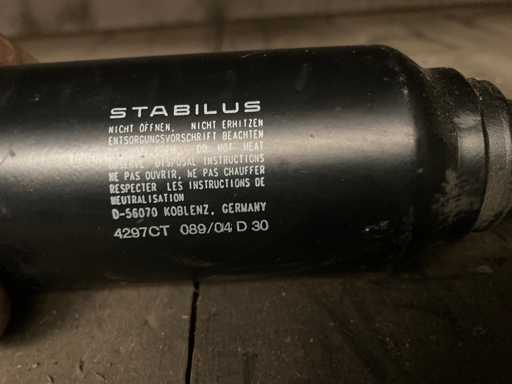 STABILUS
NICHT ÖFFNEN, NICHT ERHITZEN
ENTSORGUNGSVORSCHRIFT BEACHTEN
DO NOT HEAT
DISPOSAL INSTRUCTIONS
NE PAS OUVRIR, NE PAS CHAUFFER
RESPECTER LES INSTRUCTIONS DE
NEUTRALISATION
D-56070 KOBLENZ, GERMANY
4297CT 089/04 D 30